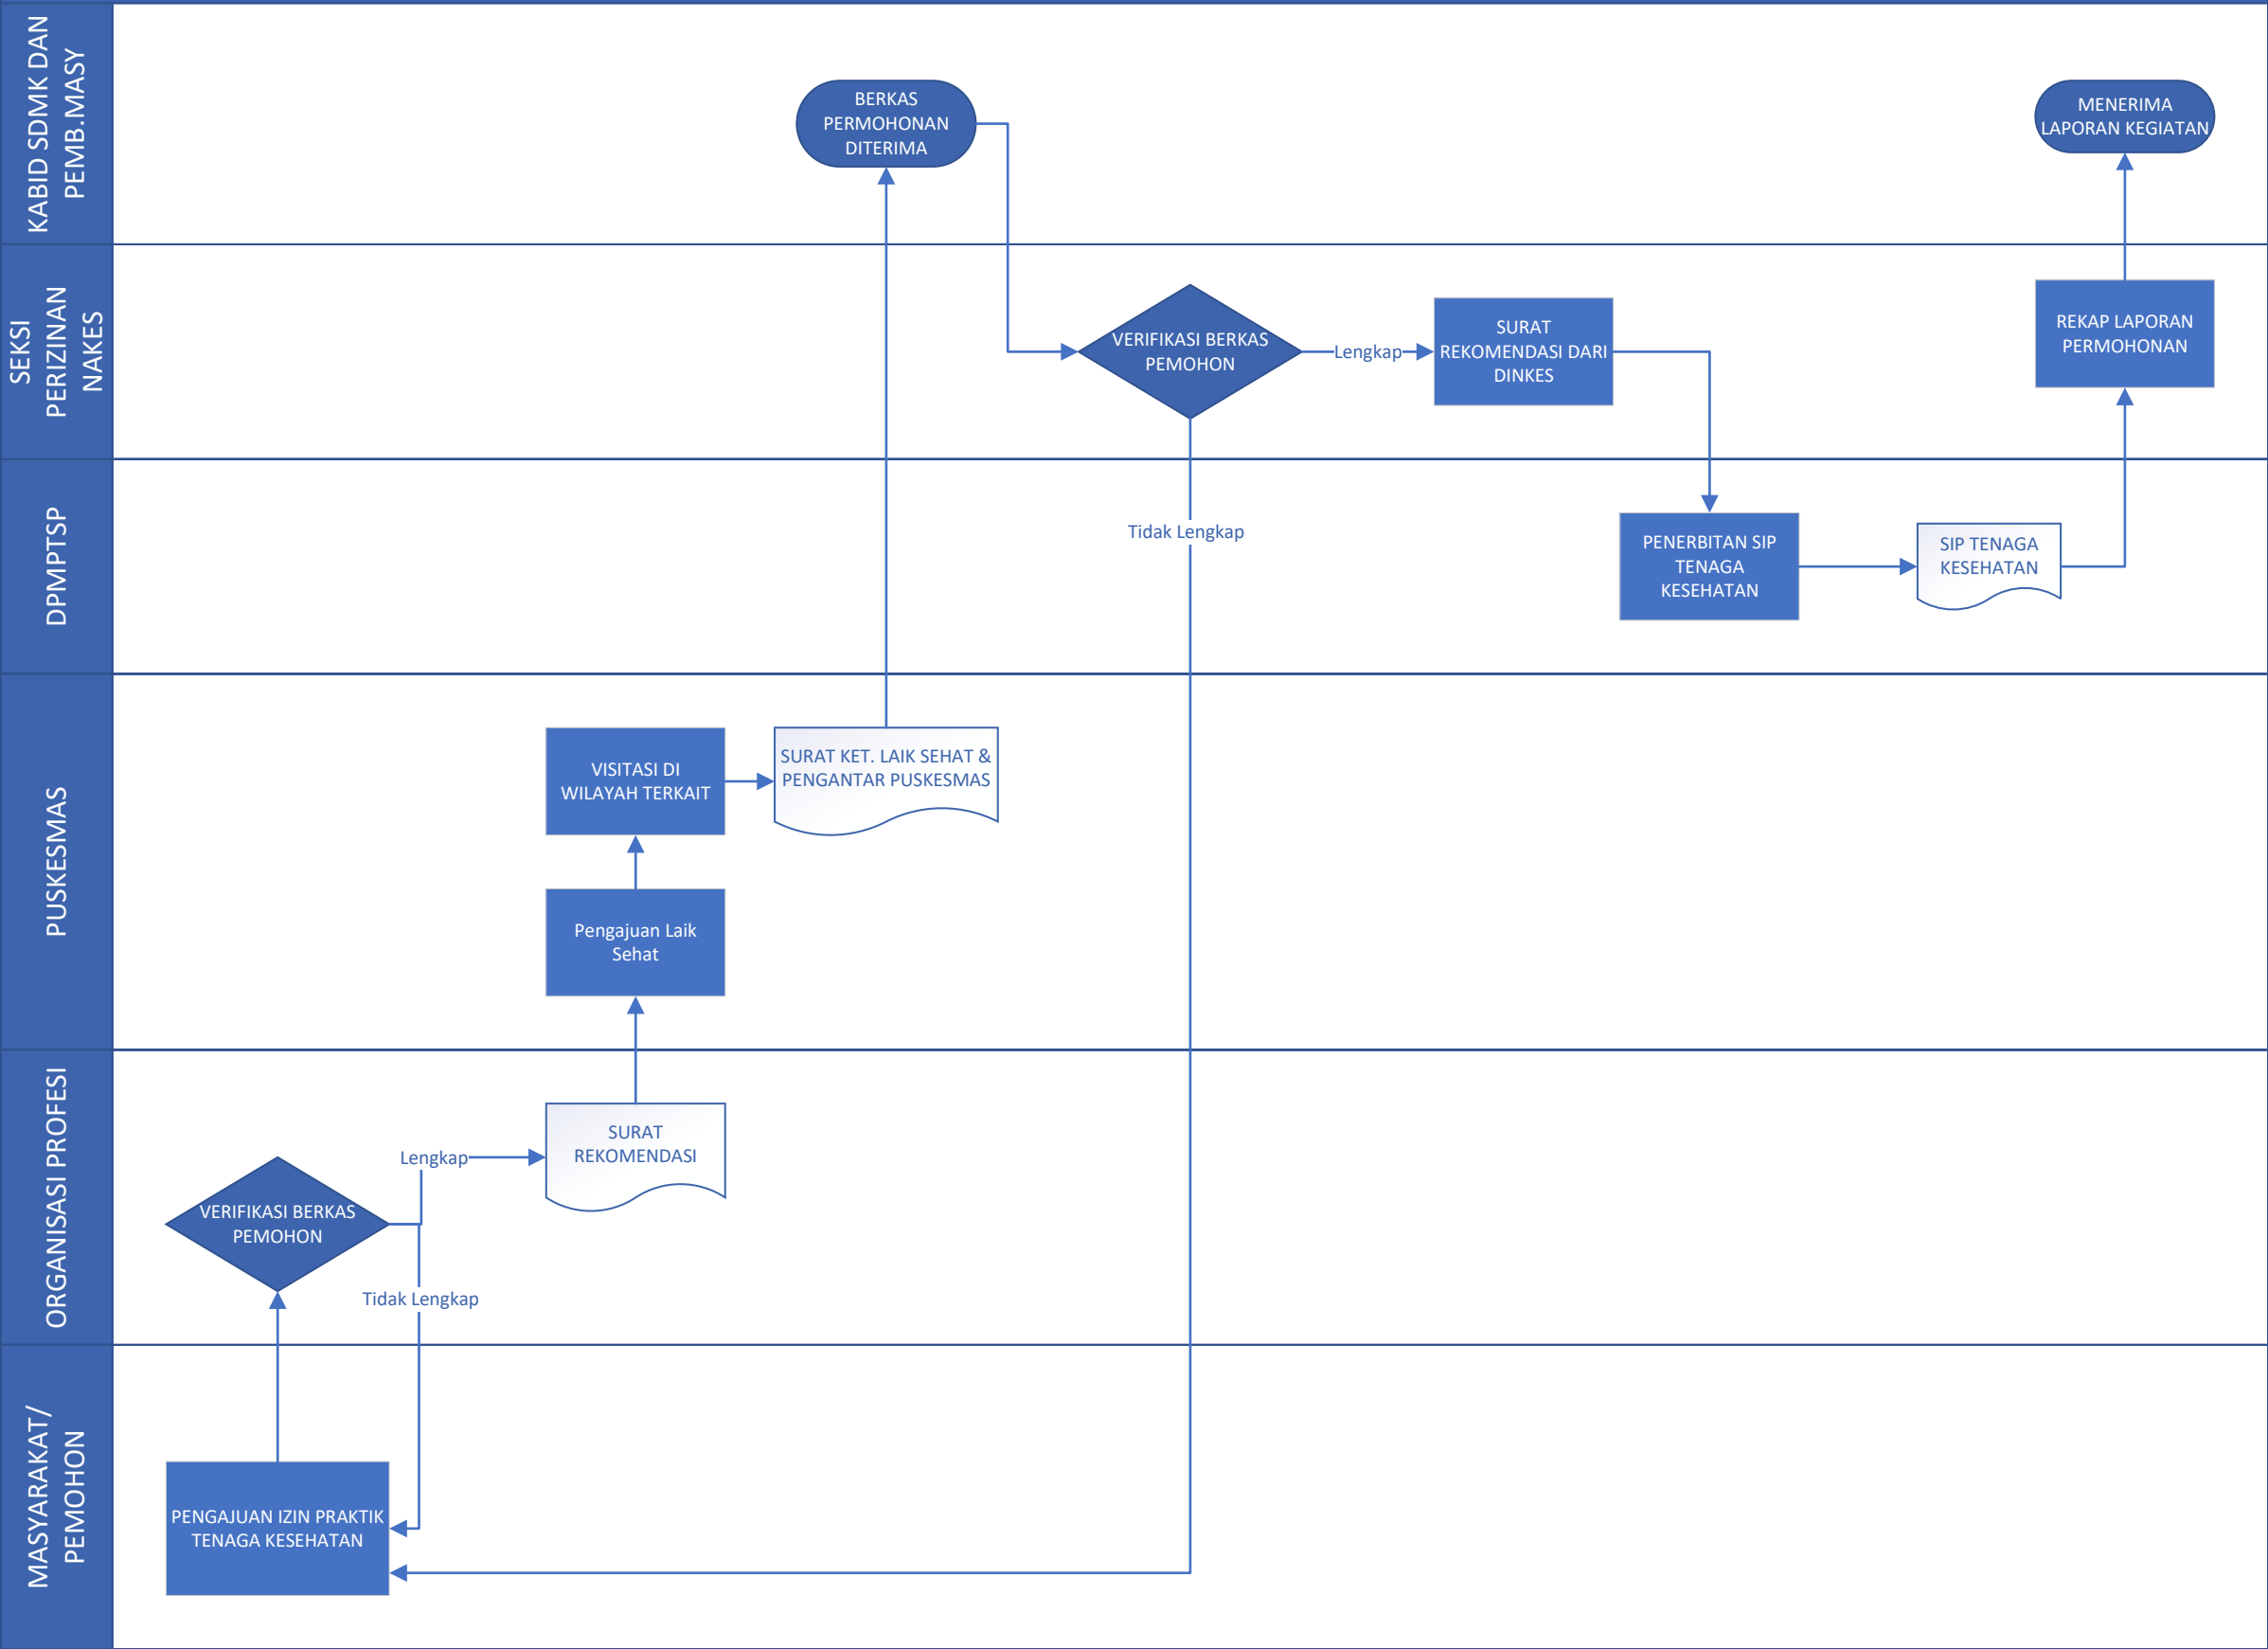 KABID SDMK DAN
PEMB.MASY
BERKAS
PERMOHONAN
DITERIMA
MENERIMA
LAPORAN KEGIATAN
SEKSI
PERIZINAN
NAKES
VERIFIKASI BERKAS
PEMOHON
Lengkap
SURAT
REKOMENDASI DARI
DINKES
REKAP LAPORAN
PERMOHONAN
DPMPTSP
Tidak Lengkap
PENERBITAN SIP
TENAGA
KESEHATAN
SIP TENAGA
KESEHATAN
PUSKESMAS
VISITASI DI
WILAYAH TERKAIT
SURAT KET. LAIK SEHAT &
PENGANTAR PUSKESMAS
Pengajuan Laik
Sehat
ORGANISASI PROFESI
VERIFIKASI BERKAS
PEMOHON
Lengkap
SURAT
REKOMENDASI
Tidak Lengkap
MASYARAKAT/
PEMOHON
PENGAJUAN IZIN PRAKTIK
TENAGA KESEHATAN